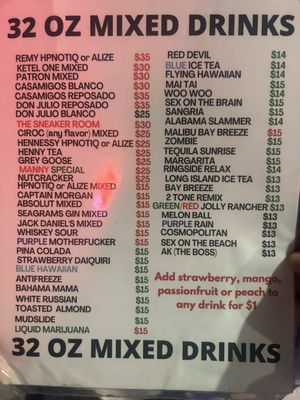 32 OZ MIXED DRINKS
REMY HPNOTIQ or ALIZE $35
KETEL ONE MIXED $30
PATRON MIXED $30
CASAMIGOS BLANCO $30
CASAMIGOS REPOSADO $35
DON JULIO REPOSADO $35
DON JULIO BLANCO $25
THE SNEAKER ROOM $30
CIROC (any flavor) MIXED $25
HENNESSY HPNOTIQ or ALIZE $25
HENNY TEA $25
GREY GOOSE $25
MANNY SPECIAL $25
NUTCRACKER $25
HPNOTIQ or ALIZE MIXED $15
CAPTAIN MORGAN $15
ABSOLUT MIXED $15
SEAGRAMS GIN MIXED $15
JACK DANIEL'S MIXED $15
WHISKEY SOUR $15
PURPLE MOTHERFUCKER $15
PINA COLADA $15
STRAWBERRY DAIQUIRI $15
BLUE HAWAIIAN $15
ANTIFREEZE $15
BAHAMA MAMA $15
WHITE RUSSIAN $15
TOASTED ALMOND $15
MUDSLIDE $15
LIQUID MARIJUANA $15
RED DEVIL $14
BLUE ICE TEA $14
FLYING HAWAIIAN $14
MAI TAI $15
WOO WOO $14
SEX ON THE BRAIN $15
SANGRIA $15
ALABAMA SLAMMER $14
MALIBU BAY BREEZE $15
ZOMBIE $15
TEQUILA SUNRISE $15
MARGARITA $15
RINGSIDE RELAX $14
LONG ISLAND ICE TEA $13
BAY BREEZE $13
2 TONE REMIX $13
GREEN/RED JOLLY RANCHER $13
MELON BALL $13
PURPLE RAIN $13
COSMOPOLITAN $13
SEX ON THE BEACH $13
AK (THE BOSS) $13
Add strawberry, mango,
passionfruit or peach to
any drink for $1
32 OZ MIXED DRINKS